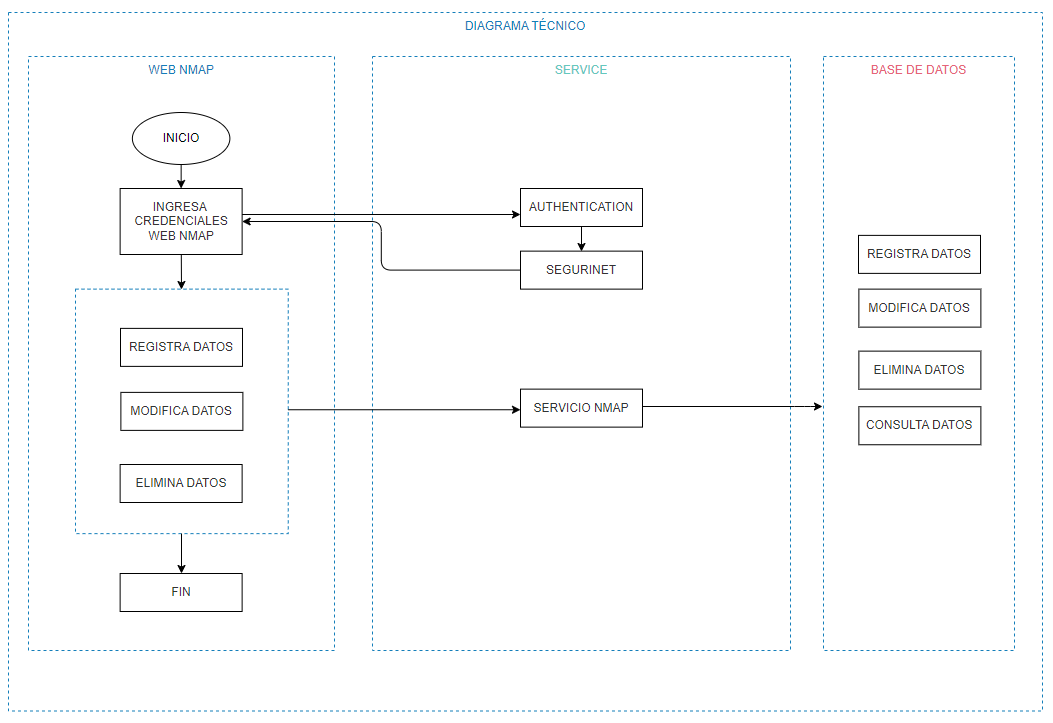 DIAGRAMA TÉCNICO
WEB NMAP
INICIO
INGRESA
CREDENCIALES
WEB NMAP
REGISTRA DATOS
MODIFICA DATOS
ELIMINA DATOS
FIN
SERVICE
AUTHENTICATION
SEGURINET
SERVICIO NMAP
BASE DE DATOS
REGISTRA DATOS
MODIFICA DATOS
ELIMINA DATOS
CONSULTA DATOS